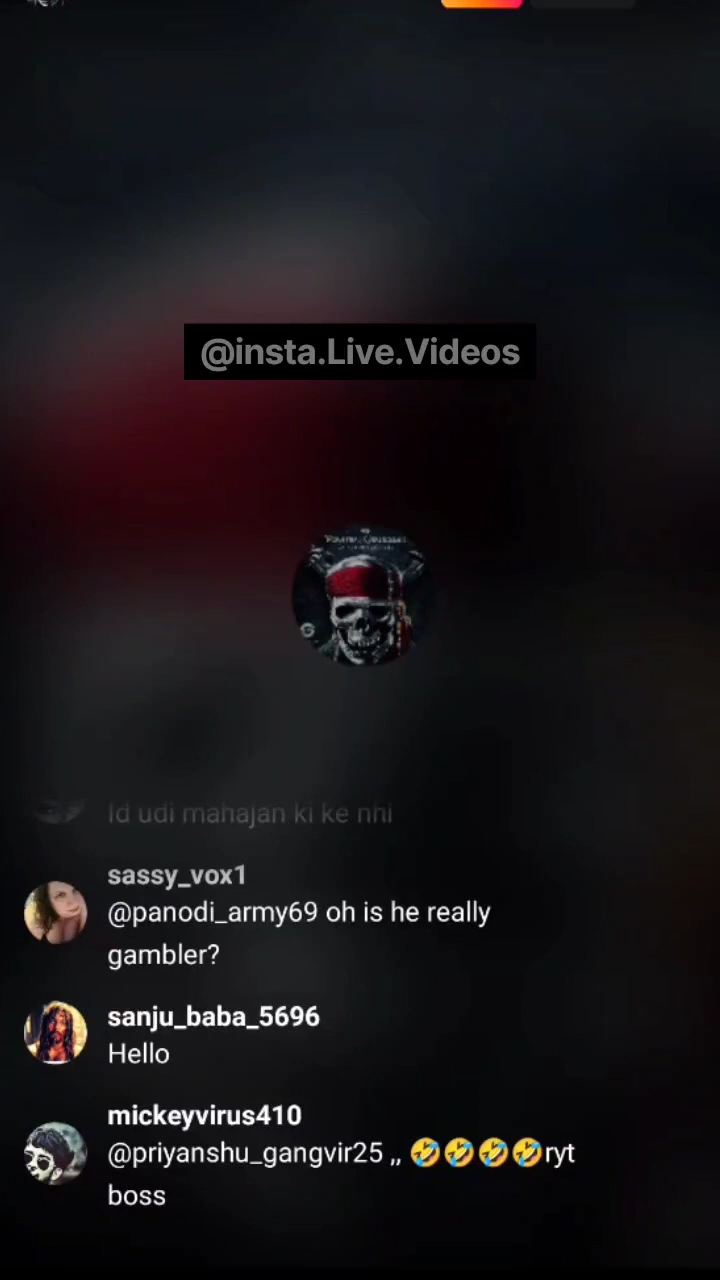 @insta.Live.Videos
Id udi mahajan ki ke nhi
sassy_vox1
@panodi_army69 oh is he really
gambler?
sanju_baba_5696
Hello
mickeyvirus410
@priyanshu_gangvir25 ,, 🤣🤣🤣🤣ryt
boss